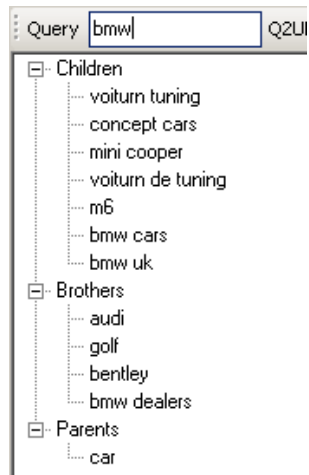 Query bmw Q2U
Children
voiturn tuning
concept cars
mini cooper
voiturn de tuning
m6
bmw cars
bmw uk
Brothers
audi
golf
bentley
bmw dealers
Parents
car